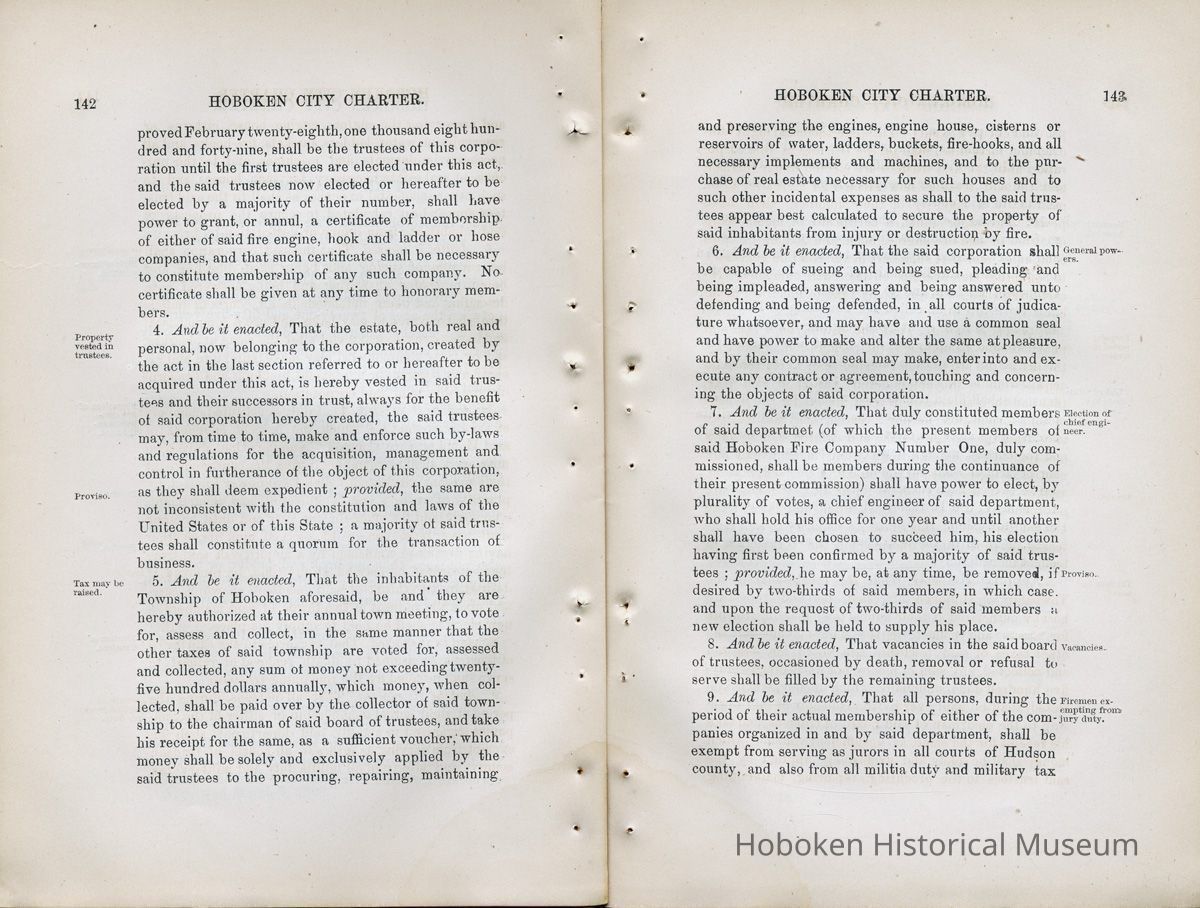 142
HOBOKEN CITY CHARTER.
proved February twenty-eighth, one thousand eight hun-
dred and forty-nine, shall be the trustees of this corpo-
ration until the first trustees are elected under this act,
and the said trustees now elected or hereafter to be
elected by a majority of their number, shall have
power to grant, or annul, a certificate of memborship
of either of said fire engine, hook and ladder or hose
companies, and that such certificate shall be necessary
to constitute membership of any such company. No
certificate shall be given at any time to honorary mem-
bers.
Property
vested in
trustees.
4. And be it enacted, That the estate, both real and
personal, now belonging to the corporation, created by
the act in the last section referred to or hereafter to be
acquired under this act, is hereby vested in said trus-
tees and their successors in trust, always for the benefit
of said corporation hereby created, the said trustees
may, from time to time, make and enforce such by-laws
and regulations for the acquisition, management and
control in furtherance of the object of this corporation,
Proviso.
as they shall deem expedient ; provided, the same are
not inconsistent with the constitution and laws of the
United States or of this State ; a majority of said trus-
tees shall constitute a quorum for the transaction of
business.
Tax may be
raised.
5. And be it enacted, That the inhabitants of the
Township of Hoboken aforesaid, be and they are
hereby authorized at their annual town meeting, to vote
for, assess and collect, in the same manner that the
other taxes of said township are voted for, assessed
and collected, any sum of money not exceeding twenty-
five hundred dollars annually, which money, when col-
lected, shall be paid over by the collector of said town-
ship to the chairman of said board of trustees, and take
his receipt for the same, as a sufficient voucher, which
money shall be solely and exclusively applied by the
said trustees to the procuring, repairing, maintaining
HOBOKEN CITY CHARTER.
143
and preserving the engines, engine house, cisterns or
reservoirs of water, ladders, buckets, fire-hooks, and all
necessary implements and machines, and to the pur-
chase of real estate necessary for such houses and to
such other incidental expenses as shall to the said trus-
tees appear best calculated to secure the property of
said inhabitants from injury or destruction by fire.
6. And be it enacted, That the said corporation shall
General pow-
ers.
be capable of sueing and being sued, pleading and
being impleaded, answering and being answered unto
defending and being defended, in all courts of judica-
ture whatsoever, and may have and use a common seal
and have power to make and alter the same at pleasure,
and by their common seal may make, enter into and ex-
ecute any contract or agreement, touching and concern-
ing the objects of said corporation.
7. And be it enacted, That duly constituted members
Election of
chief engi-
neer.
of said departmet (of which the present members of
said Hoboken Fire Company Number One, duly com-
missioned, shall be members during the continuance of
their present commission) shall have power to elect, by
plurality of votes, a chief engineer of said department,
who shall hold his office for one year and until another
shall have been chosen to succeed him, his election
having first been confirmed by a majority of said trus-
tees ; provided, he may be, at any time, be removed, if
Proviso.
desired by two-thirds of said members, in which case
and upon the request of two-thirds of said members a
new election shall be held to supply his place.
8. And be it enacted, That vacancies in the said board
Vacancies.
of trustees, occasioned by death, removal or refusal to
serve shall be filled by the remaining trustees.
9. And be it enacted, That all persons, during the
Firemen ex-
empting from
jury duty.
period of their actual membership of either of the com-
panies organized in and by said department, shall be
exempt from serving as jurors in all courts of Hudson
county, and also from all militia duty and military tax
Hoboken Historical Museum